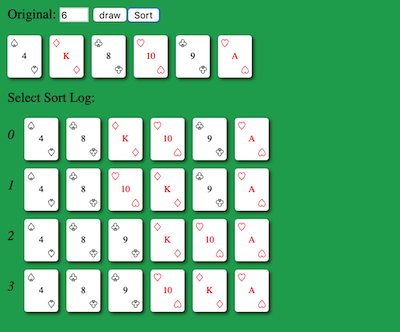 Original: 6 draw Sort
♤ 4 ♤ ♢ K ♢ ♧ 8 ♧ ♡ 10 ♡ ♧ 9 ♧ ♡ A ♡
Select Sort Log:
0 ♤ 4 ♤ ♧ 8 ♧ ♢ K ♢ ♡ 10 ♡ ♧ 9 ♧ ♡ A ♡
1 ♤ 4 ♤ ♧ 8 ♧ ♡ 10 ♡ ♢ K ♢ ♧ 9 ♧ ♡ A ♡
2 ♤ 4 ♤ ♧ 8 ♧ ♧ 9 ♧ ♢ K ♢ ♡ 10 ♡ ♡ A ♡
3 ♤ 4 ♤ ♧ 8 ♧ ♧ 9 ♧ ♡ 10 ♡ ♢ K ♢ ♡ A ♡